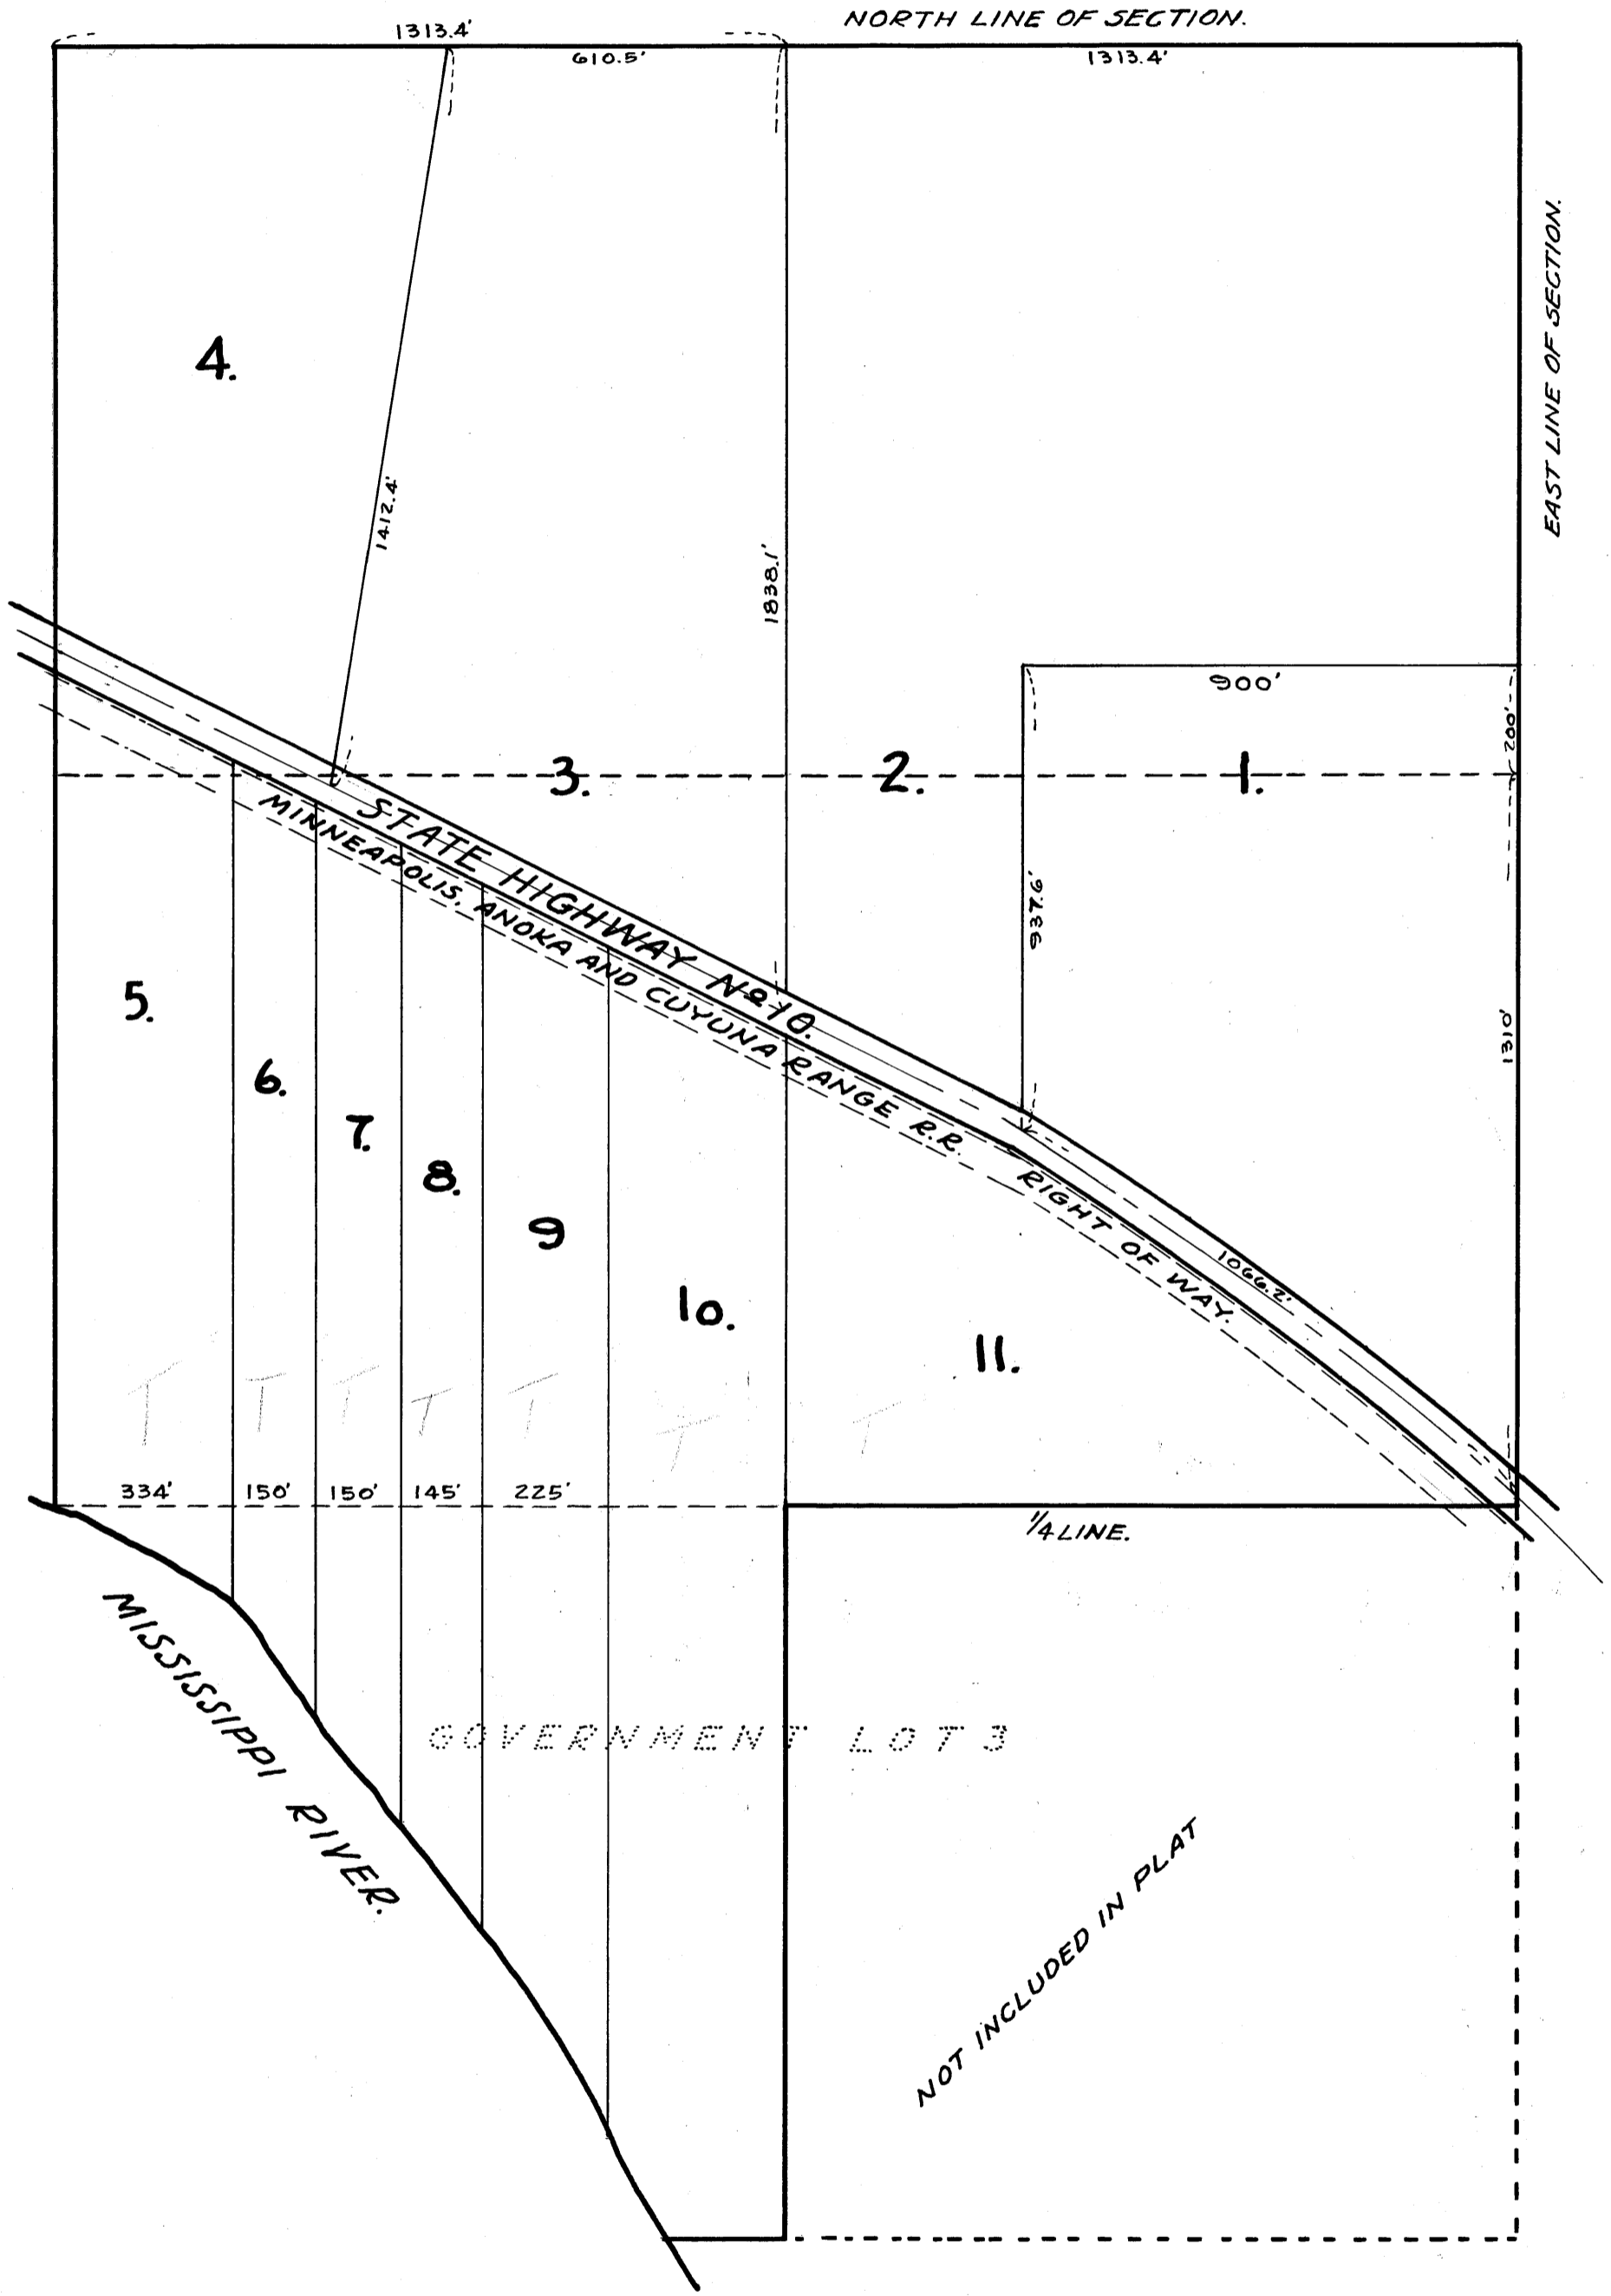 NORTH LINE OF SECTION.
1313.4'
610.5'
1313.4'
EAST LINE OF SECTION.
4.
1412.4'
1838.1'
900'
200'
3.
2.
1.
STATE HIGHWAY No 10.
MINNEAPOLIS, ANOKA AND CUYUNA RANGE R.R. RIGHT OF WAY.
937.6'
1310'
5.
6.
7.
8.
9
10.
11.
1066.2'
T T T T T T T
334'
150'
150'
145'
225'
1/4 LINE.
MISSISSIPPI RIVER.
GOVERNMENT LOT 3
NOT INCLUDED IN PLAT